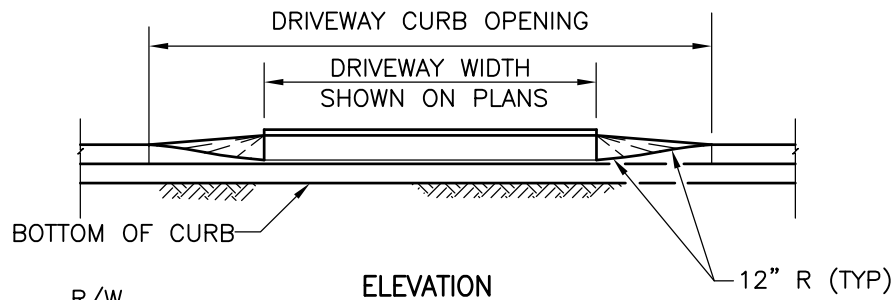 DRIVEWAY CURB OPENING
DRIVEWAY WIDTH
SHOWN ON PLANS
BOTTOM OF CURB
12" R (TYP)
R/W
ELEVATION